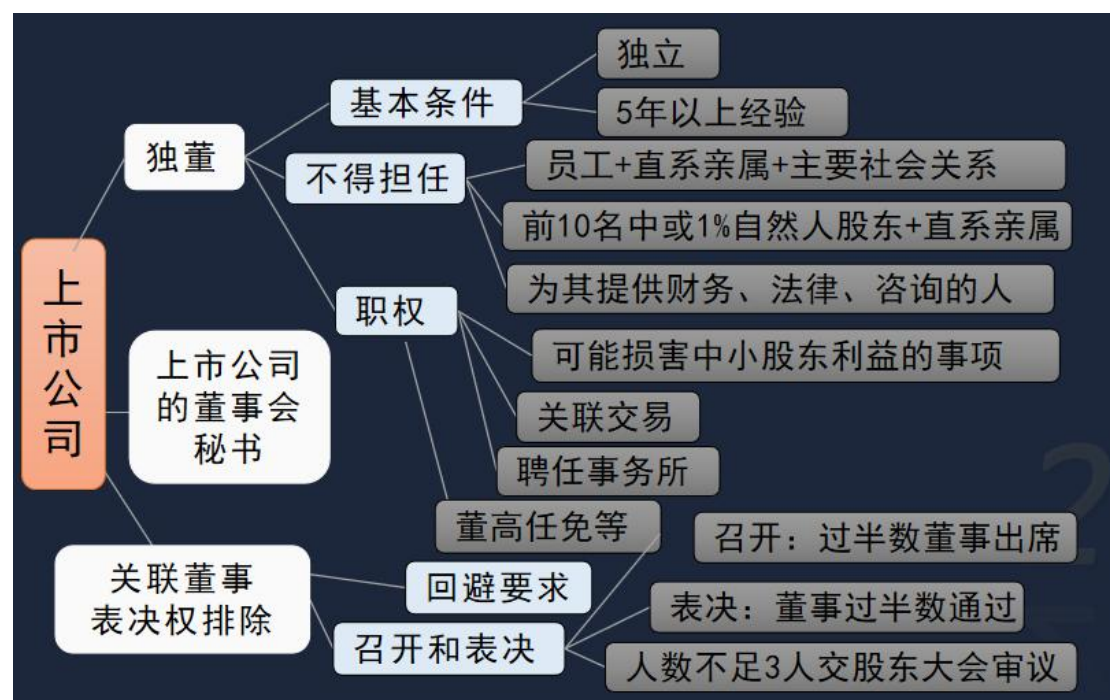 上市公司
独董
基本条件
独立
5年以上经验
不得担任
员工+直系亲属+主要社会关系
前10名中或1%自然人股东+直系亲属
为其提供财务、法律、咨询的人
职权
可能损害中小股东利益的事项
关联交易
聘任事务所
董高任免等
上市公司
的董事会
秘书
关联董事
表决权排除
回避要求
召开和表决
召开：过半数董事出席
表决：董事过半数通过
人数不足3人交股东大会审议
2